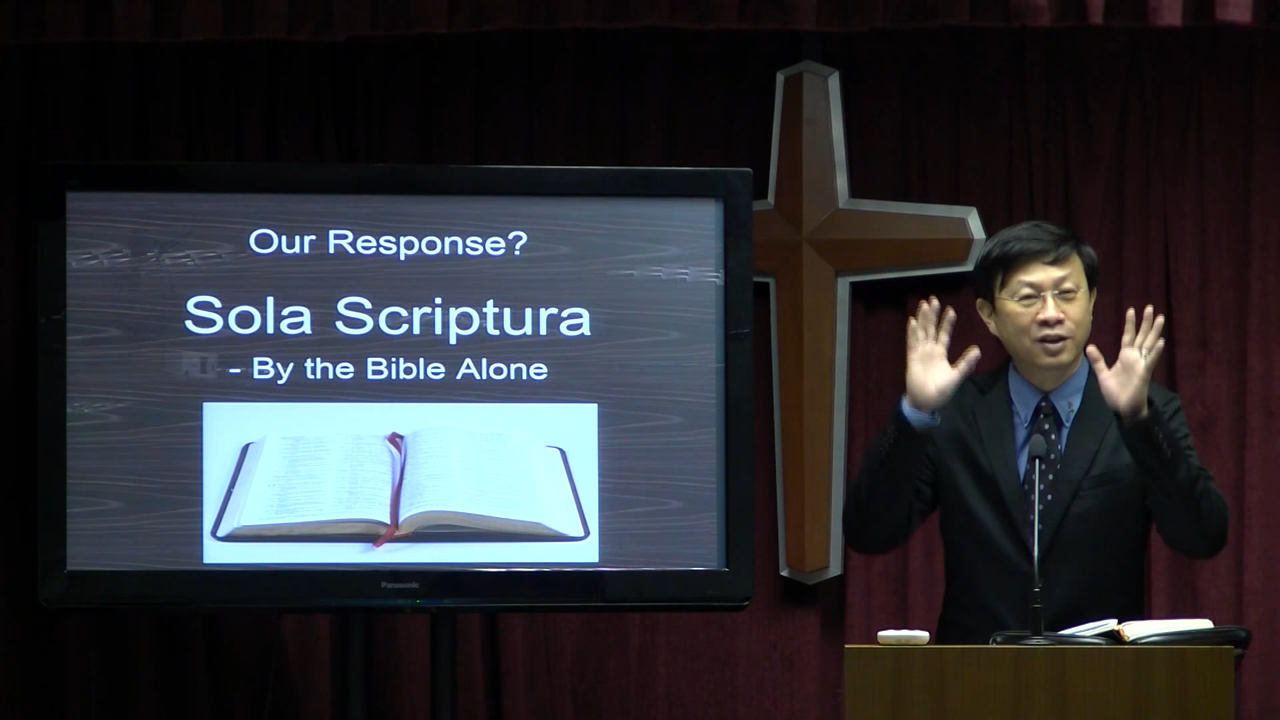 Our Response?
Sola Scriptura
- By the Bible Alone
Panasonic